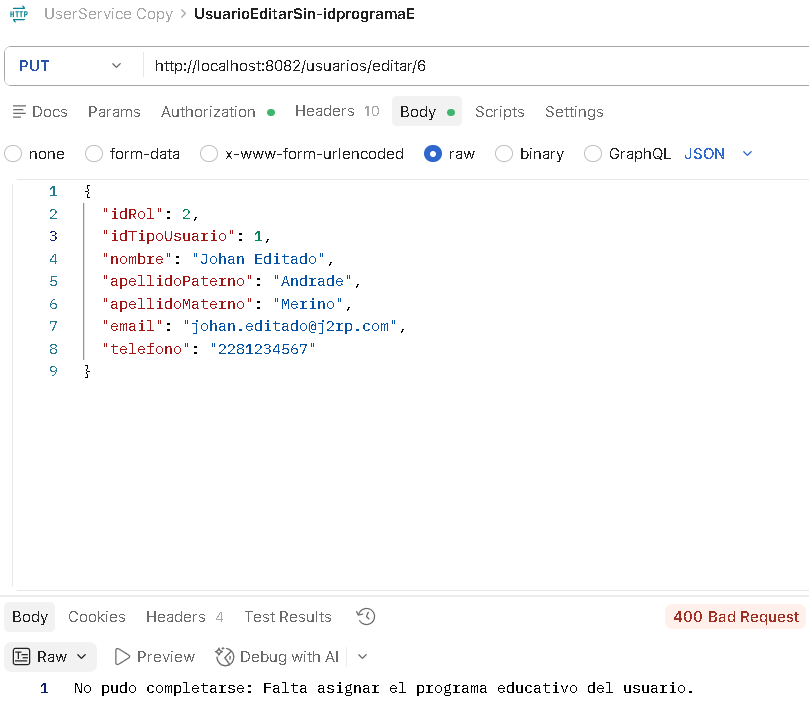 HTTP UserService Copy > UsuarioEditarSin-idprogramaE
PUT http://localhost:8082/usuarios/editar/6
Docs Params Authorization Headers 10 Body Scripts Settings
none form-data x-www-form-urlencoded raw binary GraphQL JSON
1 {
2 "idRol": 2,
3 "idTipoUsuario": 1,
4 "nombre": "Johan Editado",
5 "apellidoPaterno": "Andrade",
6 "apellidoMaterno": "Merino",
7 "email": "johan.editado@j2rp.com",
8 "telefono": "2281234567"
9 }
Body Cookies Headers 4 Test Results 400 Bad Request
Raw Preview Debug with AI
1 No pudo completarse: Falta asignar el programa educativo del usuario.